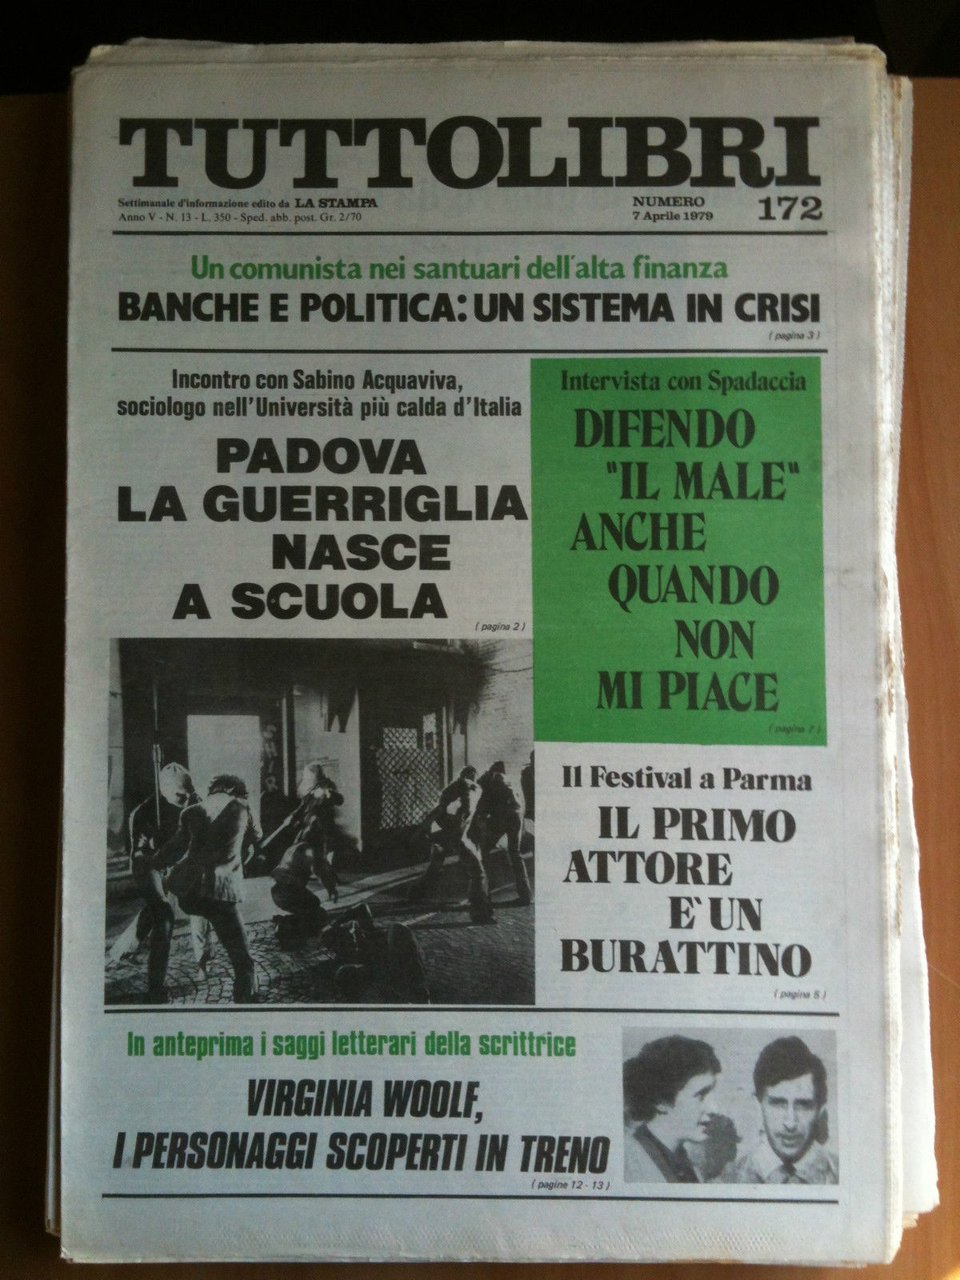 TUTTOLIBRI
Settimanale d'informazione edito da LA STAMPA
Anno V - N. 13 - L. 350 - Sped. abb. post. Gr. 2/70
NUMERO
7 Aprile 1979
172
Un comunista nei santuari dell'alta finanza
BANCHE E POLITICA: UN SISTEMA IN CRISI
( pagina 3 )
Incontro con Sabino Acquaviva,
sociologo nell'Università più calda d'Italia
PADOVA
LA GUERRIGLIA
NASCE
A SCUOLA
( pagina 2 )
Intervista con Spadaccia
DIFENDO
"IL MALE"
ANCHE
QUANDO
NON
MI PIACE
( pagina 7 )
Il Festival a Parma
IL PRIMO
ATTORE
E' UN
BURATTINO
( pagina 5 )
In anteprima i saggi letterari della scrittrice
VIRGINIA WOOLF,
I PERSONAGGI SCOPERTI IN TRENO
( pagine 12 - 13 )